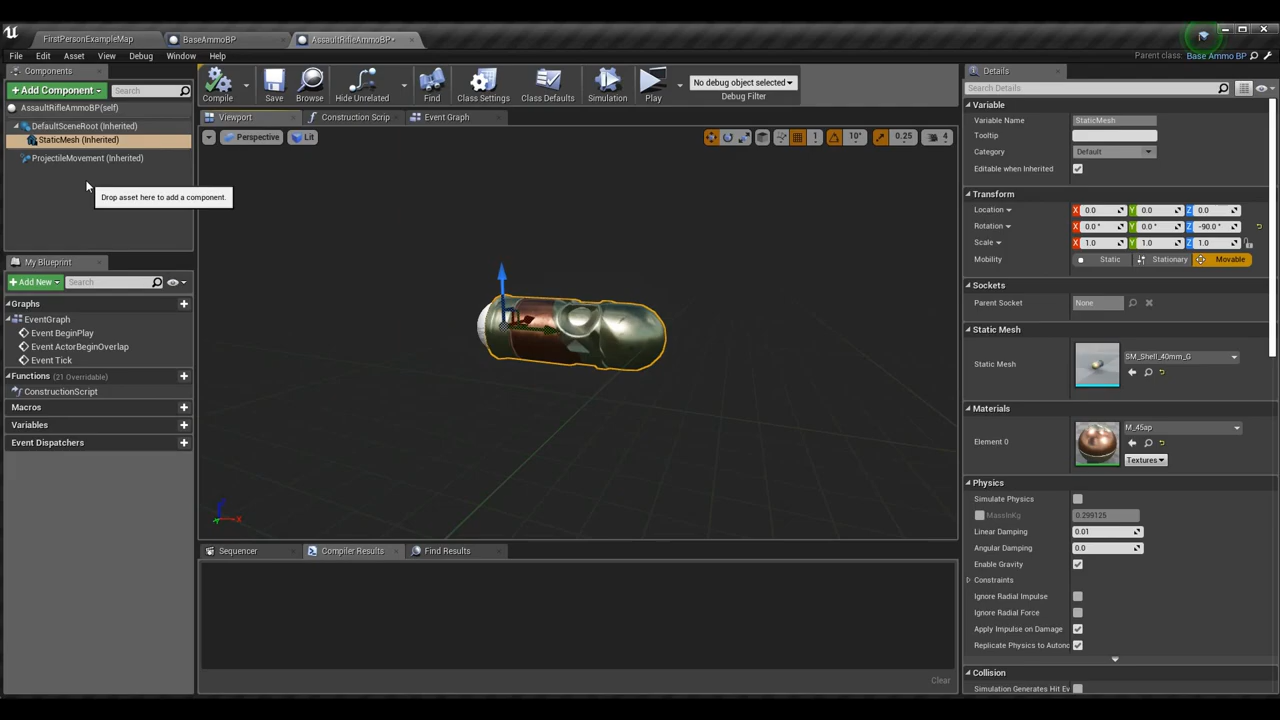 FirstPersonExampleMap
BaseAmmoBP
AssaultRifleAmmoBP*
File Edit Asset View Debug Window Help
Parent class: Base Ammo BP
Components
+ Add Component
Search
AssaultRifleAmmoBP(self)
DefaultSceneRoot (Inherited)
StaticMesh (Inherited)
ProjectileMovement (Inherited)
Drop asset here to add a component.
My Blueprint
+ Add New
Search
Graphs
EventGraph
Event BeginPlay
Event ActorBeginOverlap
Event Tick
Functions (21 Overridable)
ConstructionScript
Macros
Variables
Event Dispatchers
Compile
Save
Browse
Hide Unrelated
Find
Class Settings
Class Defaults
Simulation
Play
No debug object selected
Debug Filter
Viewport
Construction Scrip
Event Graph
Perspective
Lit
10°
0.25
4
X
Sequencer
Compiler Results
Find Results
Clear
Details
Search Details
Variable
Variable Name StaticMesh
Tooltip
Category Default
Editable when Inherited
Transform
Location X 0.0 Y 0.0 Z 0.0
Rotation X 0.0 ° Y 0.0 ° Z -90.0 °
Scale X 1.0 Y 1.0 Z 1.0
Mobility Static Stationary Movable
Sockets
Parent Socket None
Static Mesh
Static Mesh SM_Shell_40mm_G
Materials
Element 0 M_45ap
Textures
Physics
Simulate Physics
MassInKg 0.299125
Linear Damping 0.01
Angular Damping 0.0
Enable Gravity
Constraints
Ignore Radial Impulse
Ignore Radial Force
Apply Impulse on Damage
Replicate Physics to Autono
Collision
Simulation Generates Hit Ev